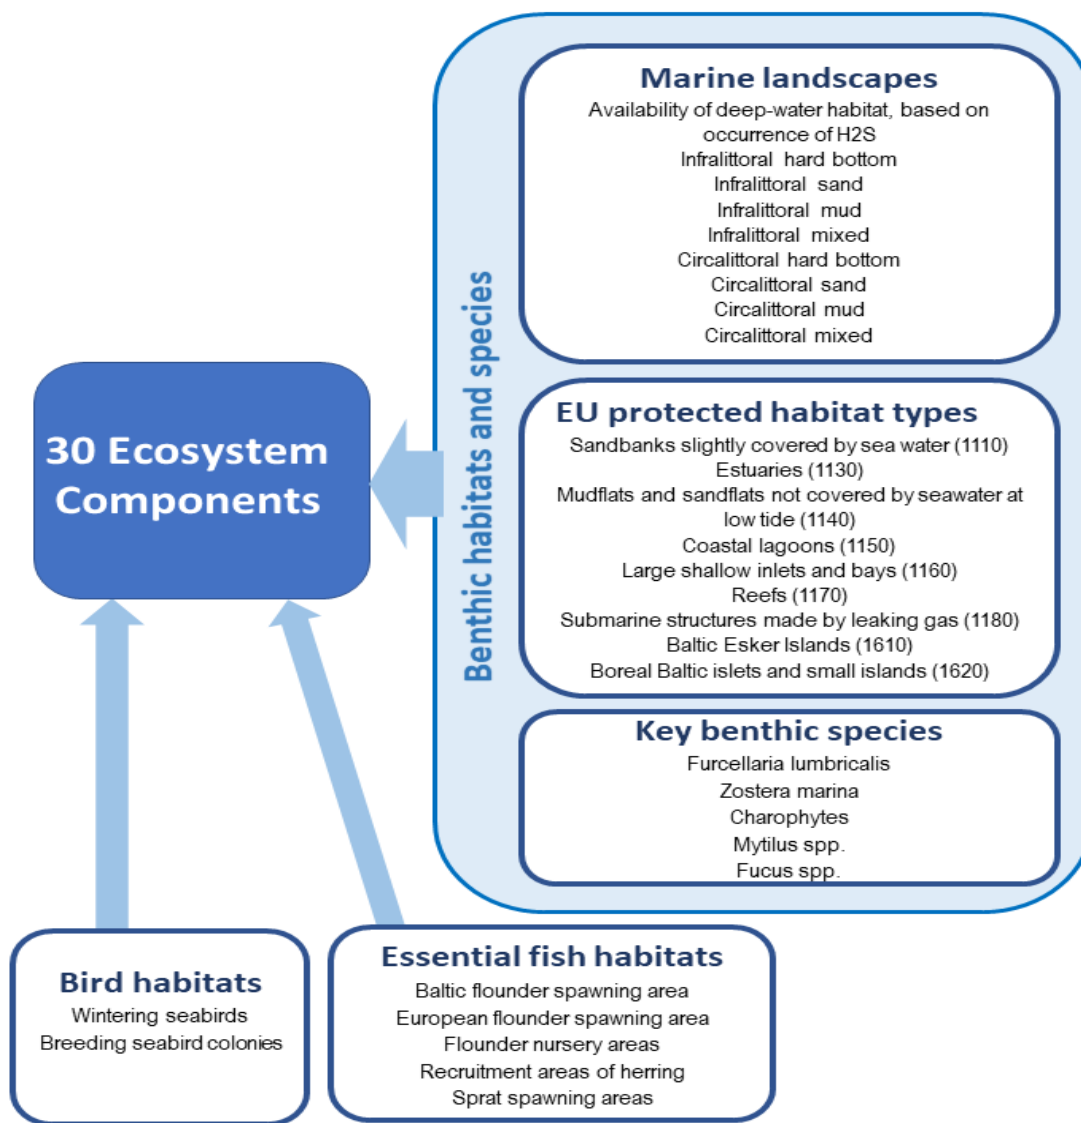 Marine landscapes
Availability of deep-water habitat, based on
occurrence of H2S
Infralittoral hard bottom
Infralittoral sand
Infralittoral mud
Infralittoral mixed
Circalittoral hard bottom
Circalittoral sand
Circalittoral mud
Circalittoral mixed
Benthic habitats and species
EU protected habitat types
Sandbanks slightly covered by sea water (1110)
Estuaries (1130)
Mudflats and sandflats not covered by seawater at
low tide (1140)
Coastal lagoons (1150)
Large shallow inlets and bays (1160)
Reefs (1170)
Submarine structures made by leaking gas (1180)
Baltic Esker Islands (1610)
Boreal Baltic islets and small islands (1620)
30 Ecosystem
Components
Key benthic species
Furcellaria lumbricalis
Zostera marina
Charophytes
Mytilus spp.
Fucus spp.
Bird habitats
Wintering seabirds
Breeding seabird colonies
Essential fish habitats
Baltic flounder spawning area
European flounder spawning area
Flounder nursery areas
Recruitment areas of herring
Sprat spawning areas